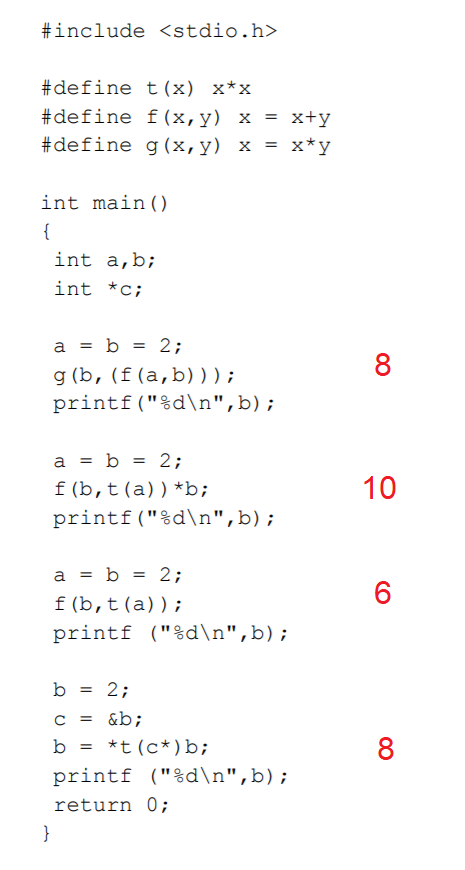 #include <stdio.h>
#define t(x) x*x
#define f(x,y) x = x+y
#define g(x,y) x = x*y
int main()
{
int a,b;
int *c;
a = b = 2;
g(b,(f(a,b))); 8
printf("%d\n",b);
a = b = 2;
f(b,t(a))*b; 10
printf("%d\n",b);
a = b = 2;
f(b,t(a)); 6
printf ("%d\n",b);
b = 2;
c = &b;
b = *t(c*)b; 8
printf ("%d\n",b);
return 0;
}